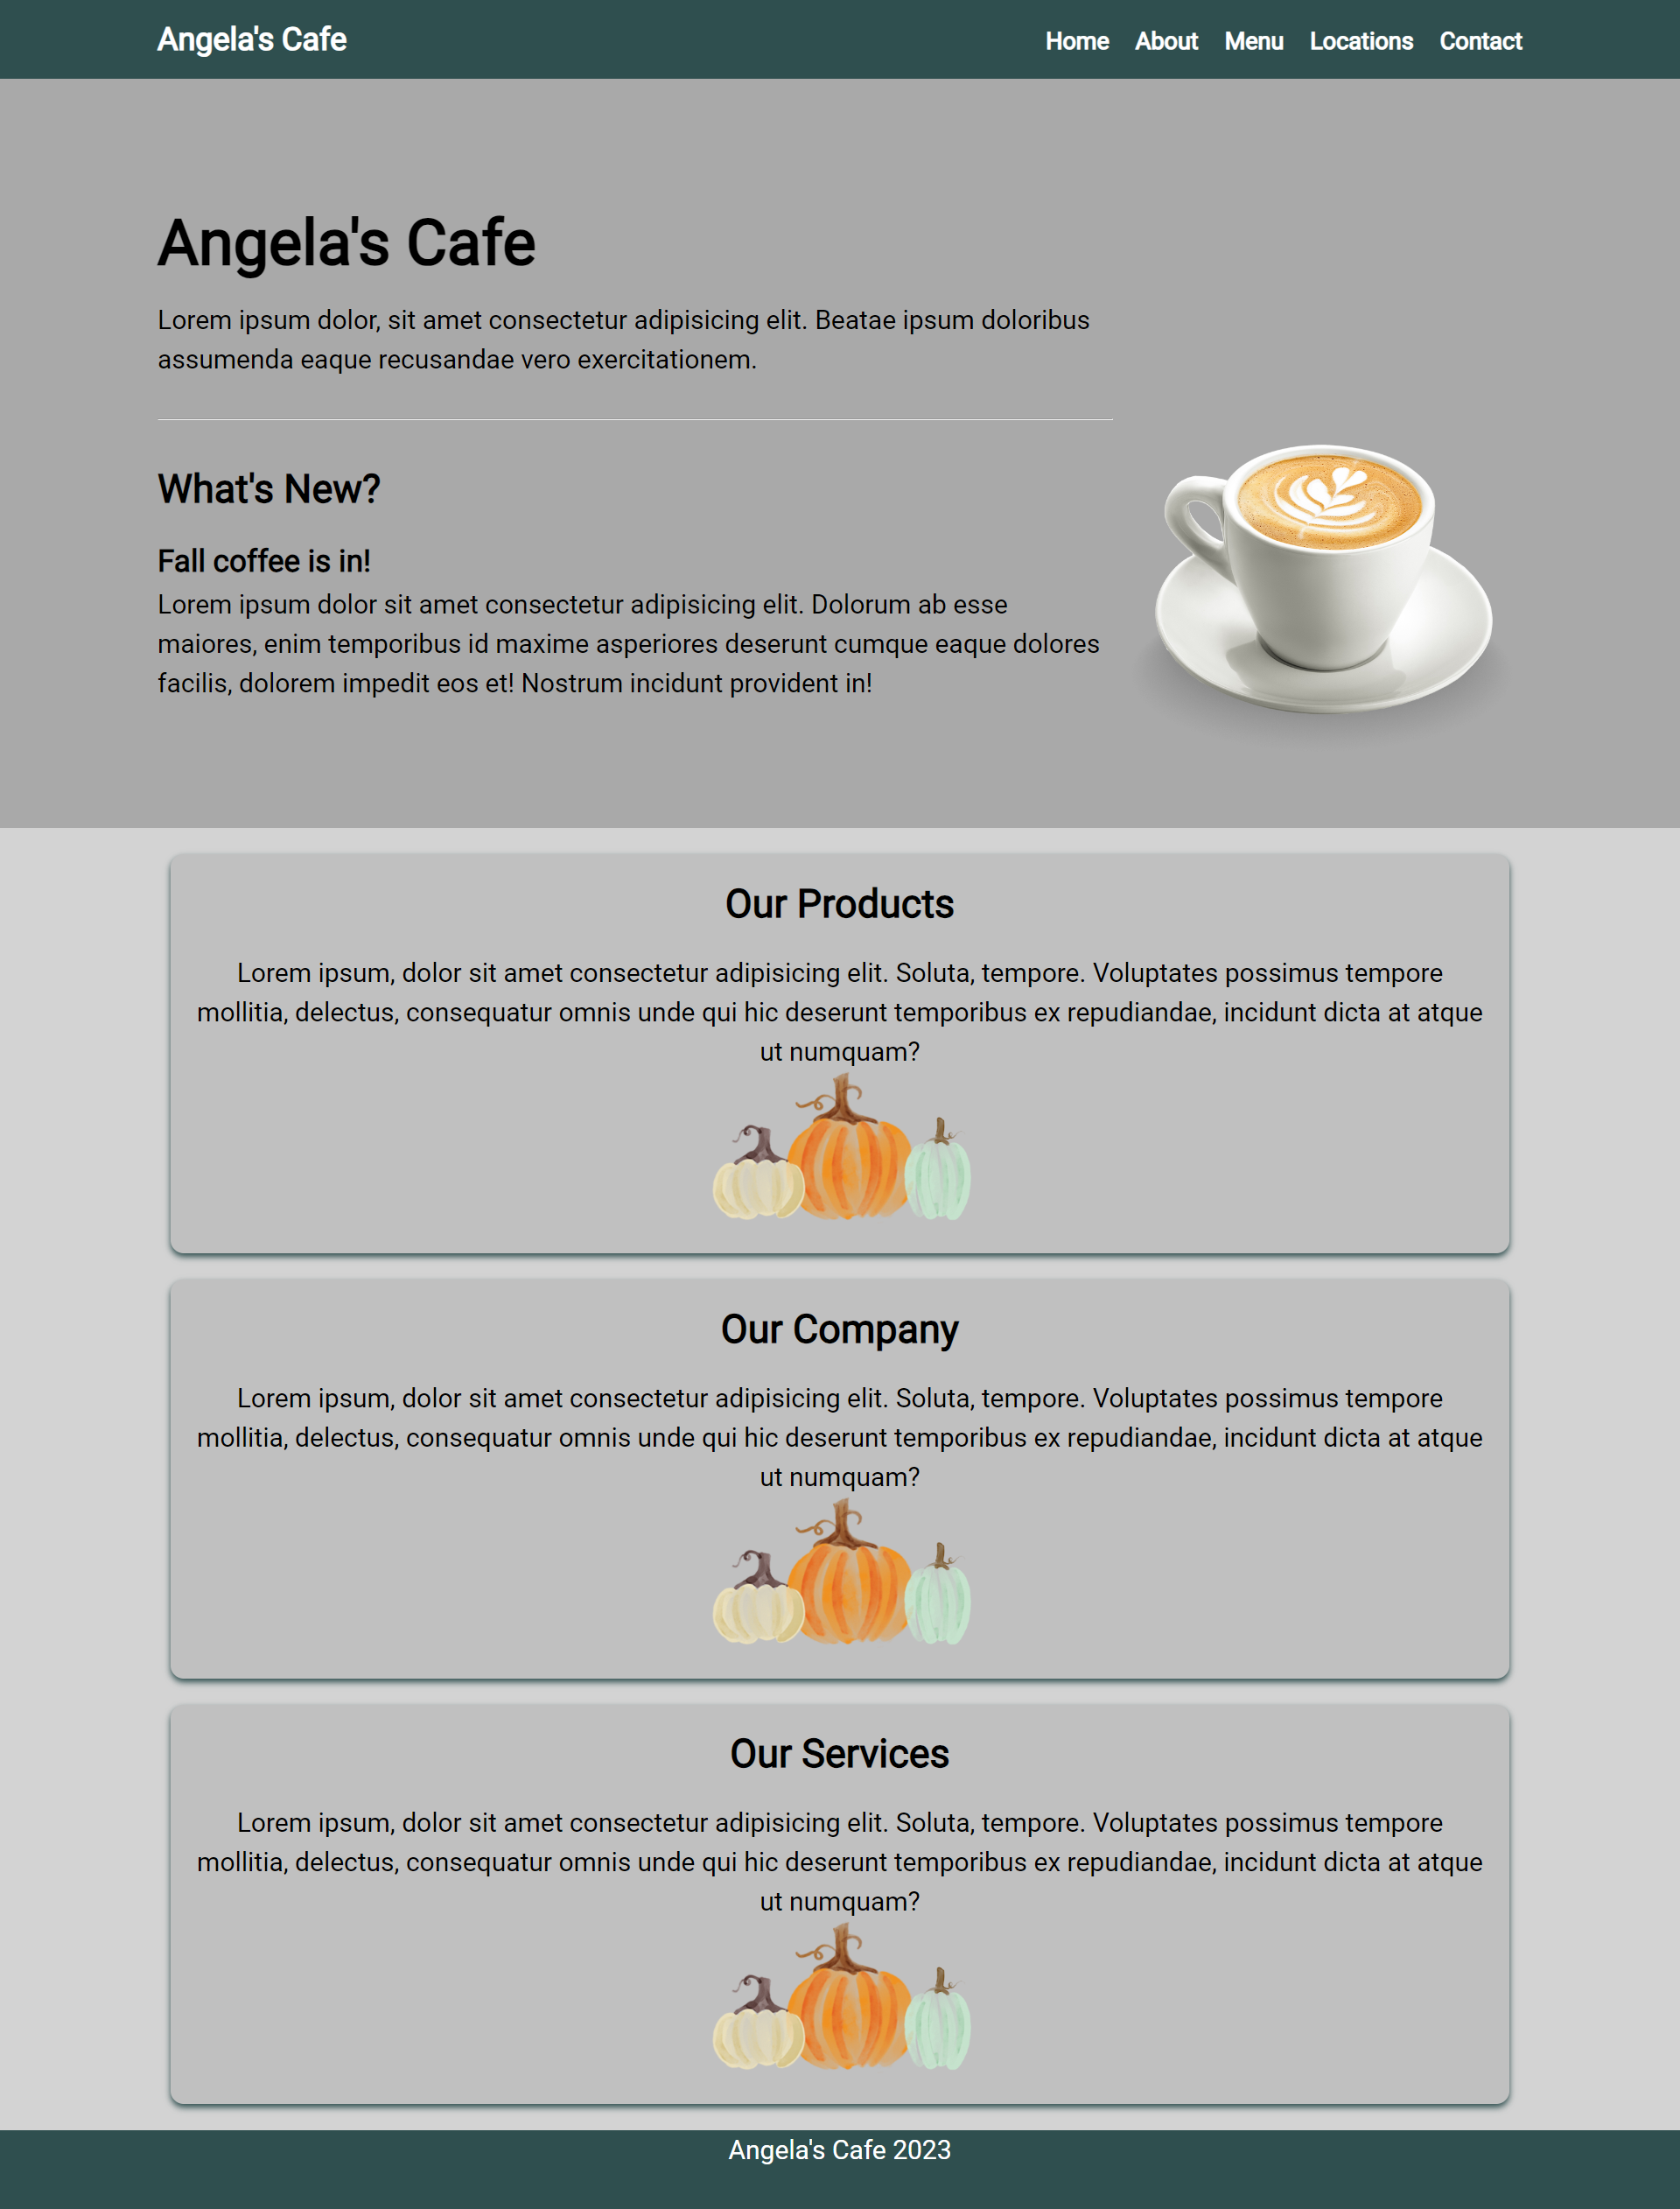 Angela's Cafe
Home About Menu Locations Contact
Angela's Cafe
Lorem ipsum dolor, sit amet consectetur adipisicing elit. Beatae ipsum doloribus
assumenda eaque recusandae vero exercitationem.
What's New?
Fall coffee is in!
Lorem ipsum dolor sit amet consectetur adipisicing elit. Dolorum ab esse
maiores, enim temporibus id maxime asperiores deserunt cumque eaque dolores
facilis, dolorem impedit eos et! Nostrum incidunt provident in!
Our Products
Lorem ipsum, dolor sit amet consectetur adipisicing elit. Soluta, tempore. Voluptates possimus tempore
mollitia, delectus, consequatur omnis unde qui hic deserunt temporibus ex repudiandae, incidunt dicta at atque
ut numquam?
Our Company
Lorem ipsum, dolor sit amet consectetur adipisicing elit. Soluta, tempore. Voluptates possimus tempore
mollitia, delectus, consequatur omnis unde qui hic deserunt temporibus ex repudiandae, incidunt dicta at atque
ut numquam?
Our Services
Lorem ipsum, dolor sit amet consectetur adipisicing elit. Soluta, tempore. Voluptates possimus tempore
mollitia, delectus, consequatur omnis unde qui hic deserunt temporibus ex repudiandae, incidunt dicta at atque
ut numquam?
Angela's Cafe 2023